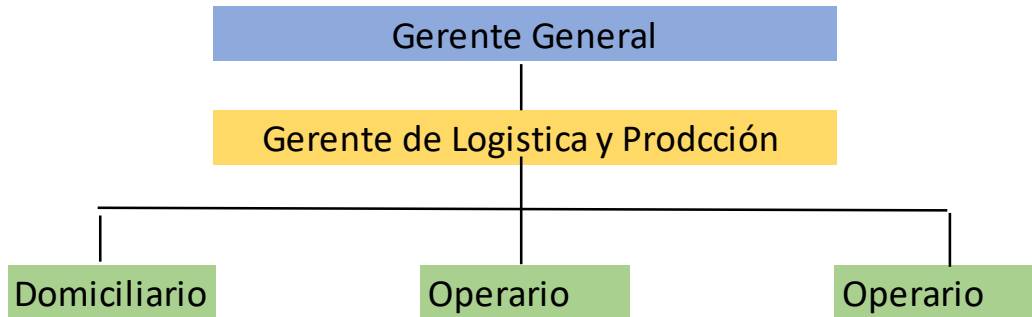 Gerente General
Gerente de Logistica y Prodcción
Domiciliario
Operario
Operario